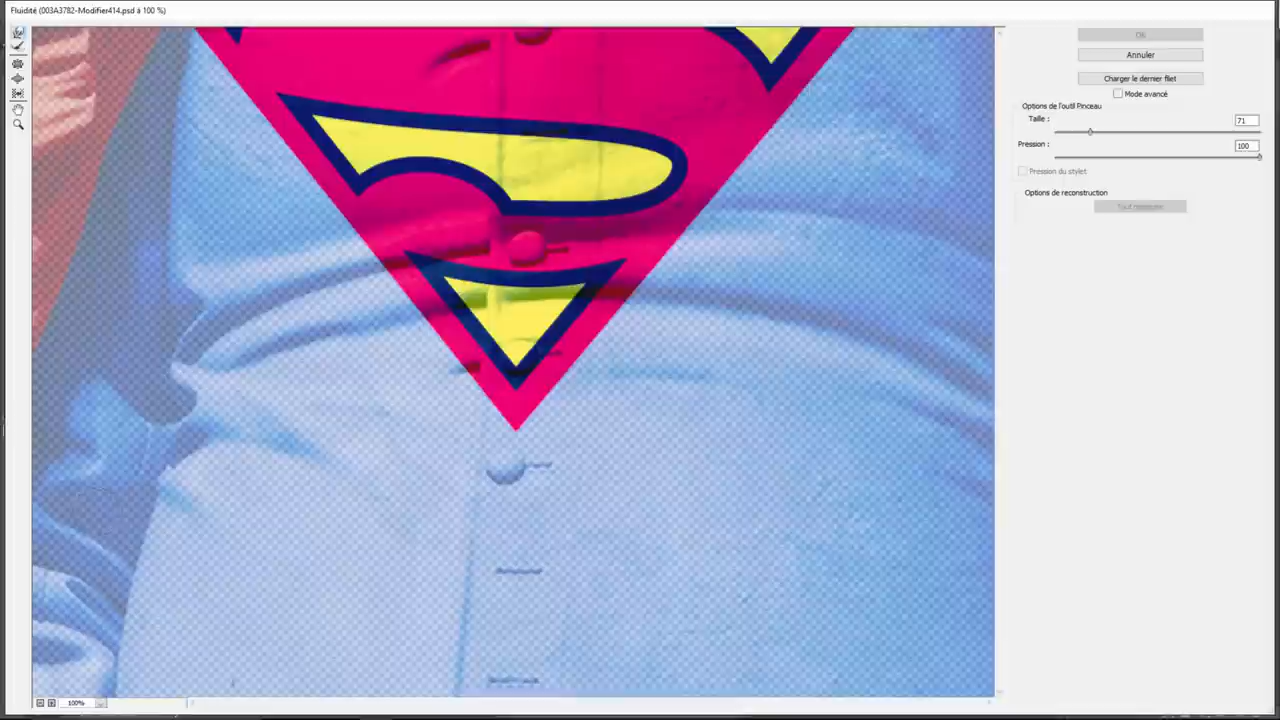 Fluidité (003A3782-Modifier414.psd à 100 %)
Ok
Annuler
Charger le dernier filet
Mode avancé
Options de l'outil Pinceau
Taille :
71
Pression :
100
Pression du stylet
Options de reconstruction
Tout restaurer
100%